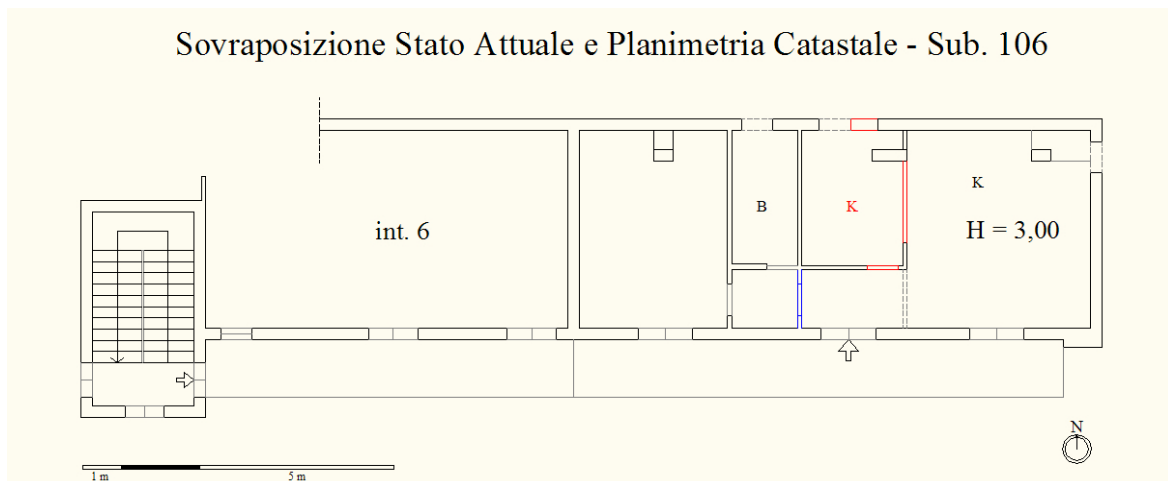 Sovraposizione Stato Attuale e Planimetria Catastale - Sub. 106
K
B
K
int. 6
H = 3,00
N
1 m
5 m